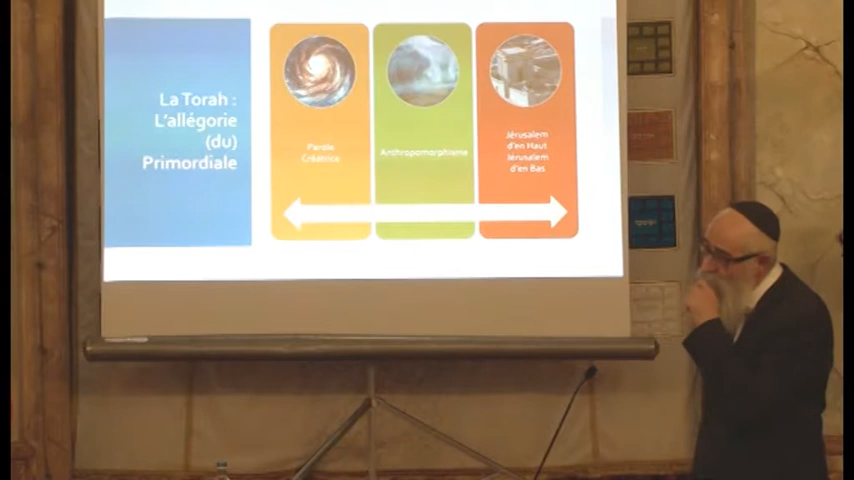 La Torah :
L'allégorie
(du)
Primordiale
Parole
Créatrice
Anthropomorphisme
Jérusalem
d'en Haut
Jérusalem
d'en Bas